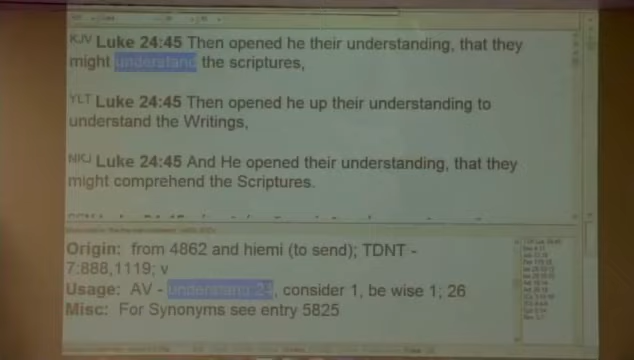 KJV Luke 24:45 Then opened he their understanding, that they
might understand the scriptures,
YLT Luke 24:45 Then opened he up their understanding to
understand the Writings,
NKJ Luke 24:45 And He opened their understanding, that they
might comprehend the Scriptures.
Origin: from 4862 and hiemi (to send); TDNT -
7:888,1119; v
Usage: AV - understand 24, consider 1, be wise 1; 26
Misc: For Synonyms see entry 5825